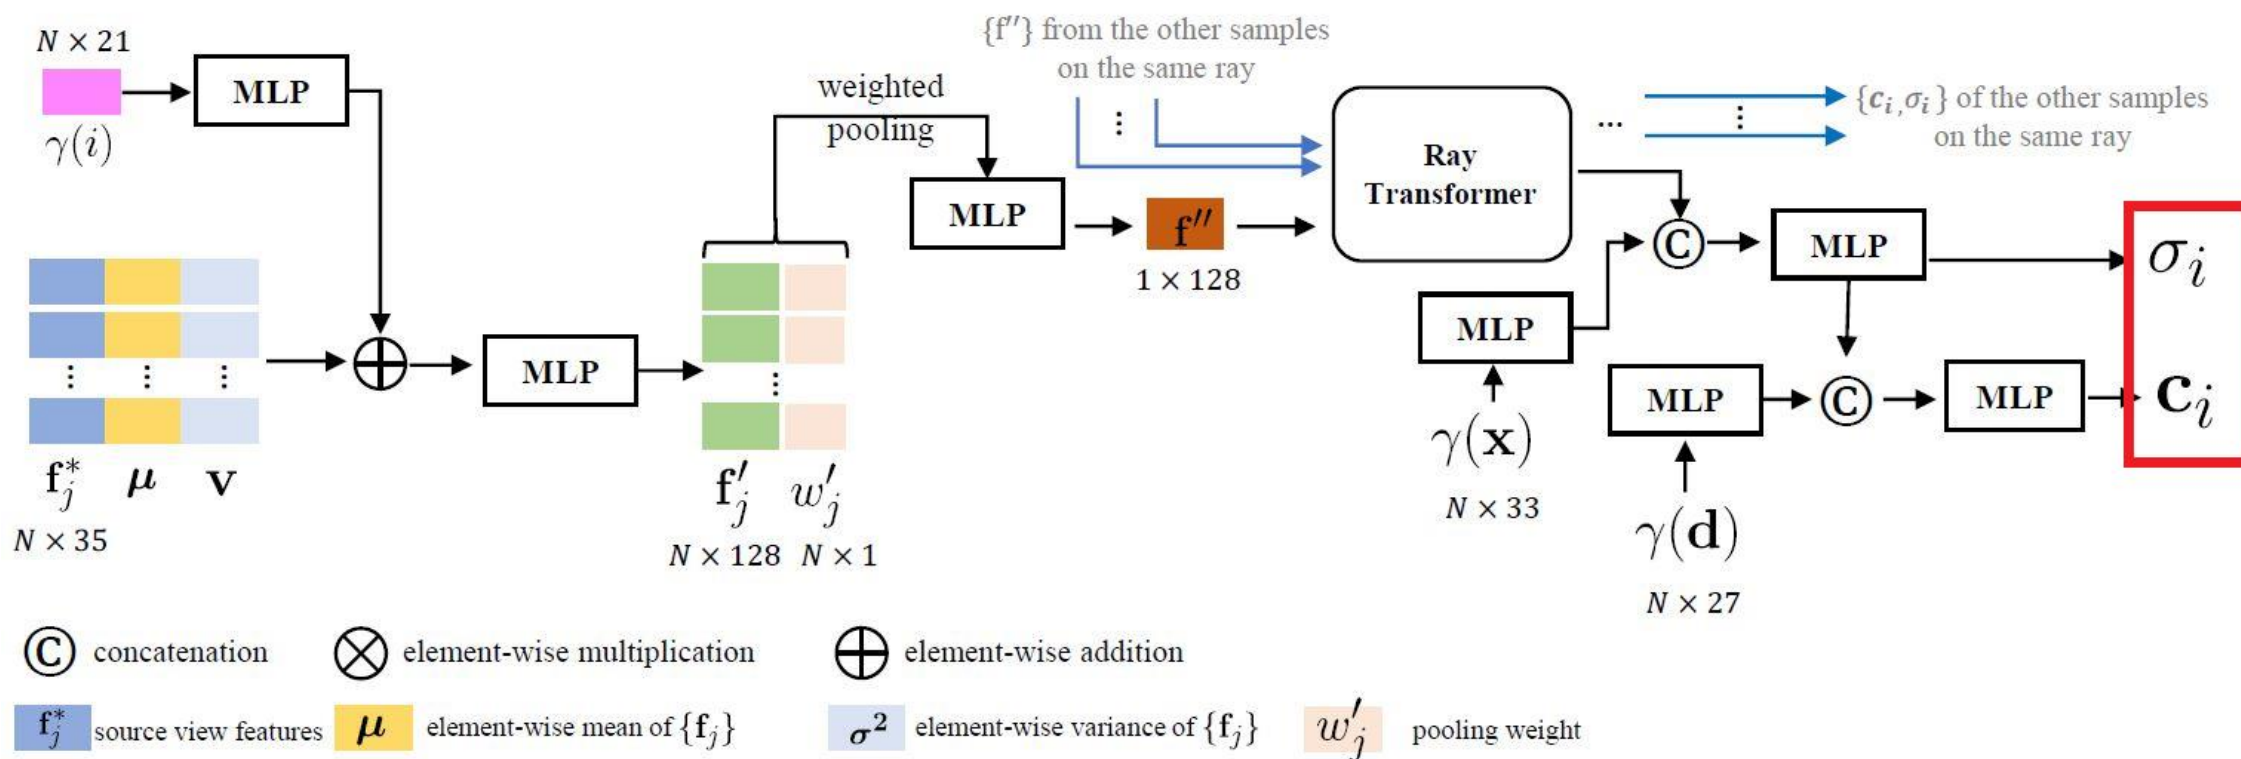 N × 21
MLP
γ(i)
weighted
pooling
{f″} from the other samples
on the same ray
⋮
MLP
f″
1 × 128
Ray
Transformer
...
⋮
{c_i, σ_i} of the other samples
on the same ray
C
MLP
σ_i
MLP
γ(x)
N × 33
MLP
C
MLP
c_i
γ(d)
N × 27
⋮ ⋮ ⋮
f*_j μ v
N × 35
MLP
⋮
f′_j w′_j
N × 128 N × 1
C concatenation ⊗ element-wise multiplication ⊕ element-wise addition
f*_j source view features μ element-wise mean of {f_j} σ² element-wise variance of {f_j} w′_j pooling weight